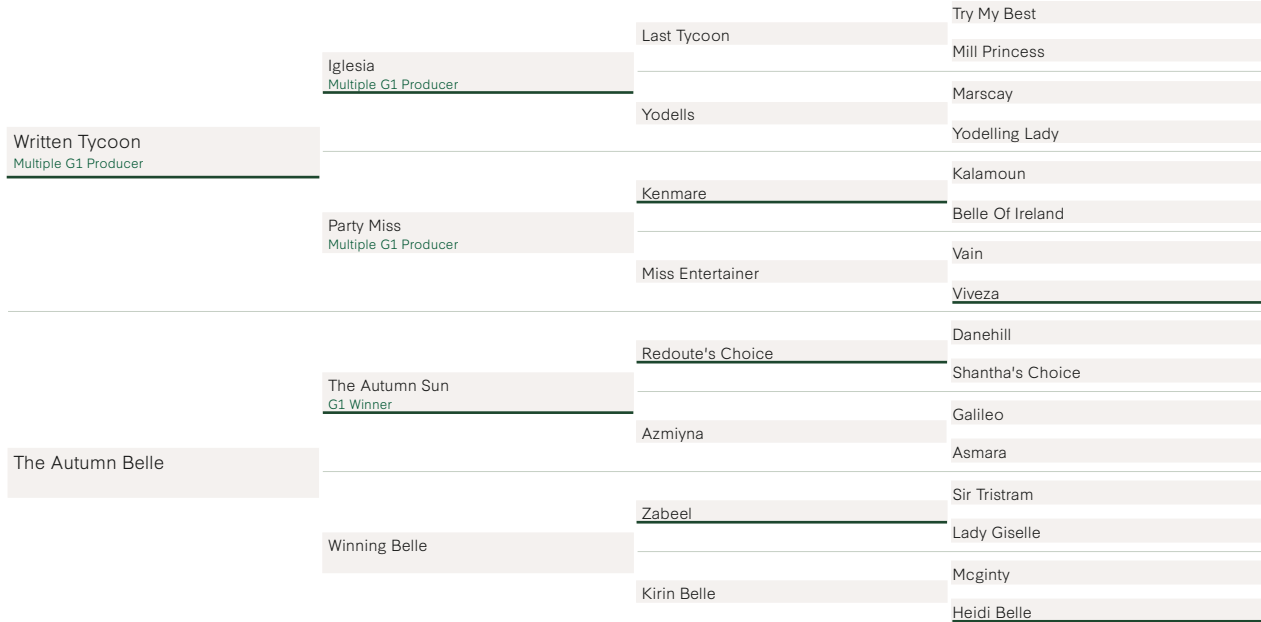 Try My Best
Last Tycoon
Mill Princess
Iglesia
Multiple G1 Producer
Marscay
Yodells
Yodelling Lady
Written Tycoon
Multiple G1 Producer
Kalamoun
Kenmare
Belle Of Ireland
Party Miss
Multiple G1 Producer
Vain
Miss Entertainer
Viveza
Danehill
Redoute's Choice
Shantha's Choice
The Autumn Sun
G1 Winner
Galileo
Azmiyna
Asmara
The Autumn Belle
Sir Tristram
Zabeel
Lady Giselle
Winning Belle
Mcginty
Kirin Belle
Heidi Belle